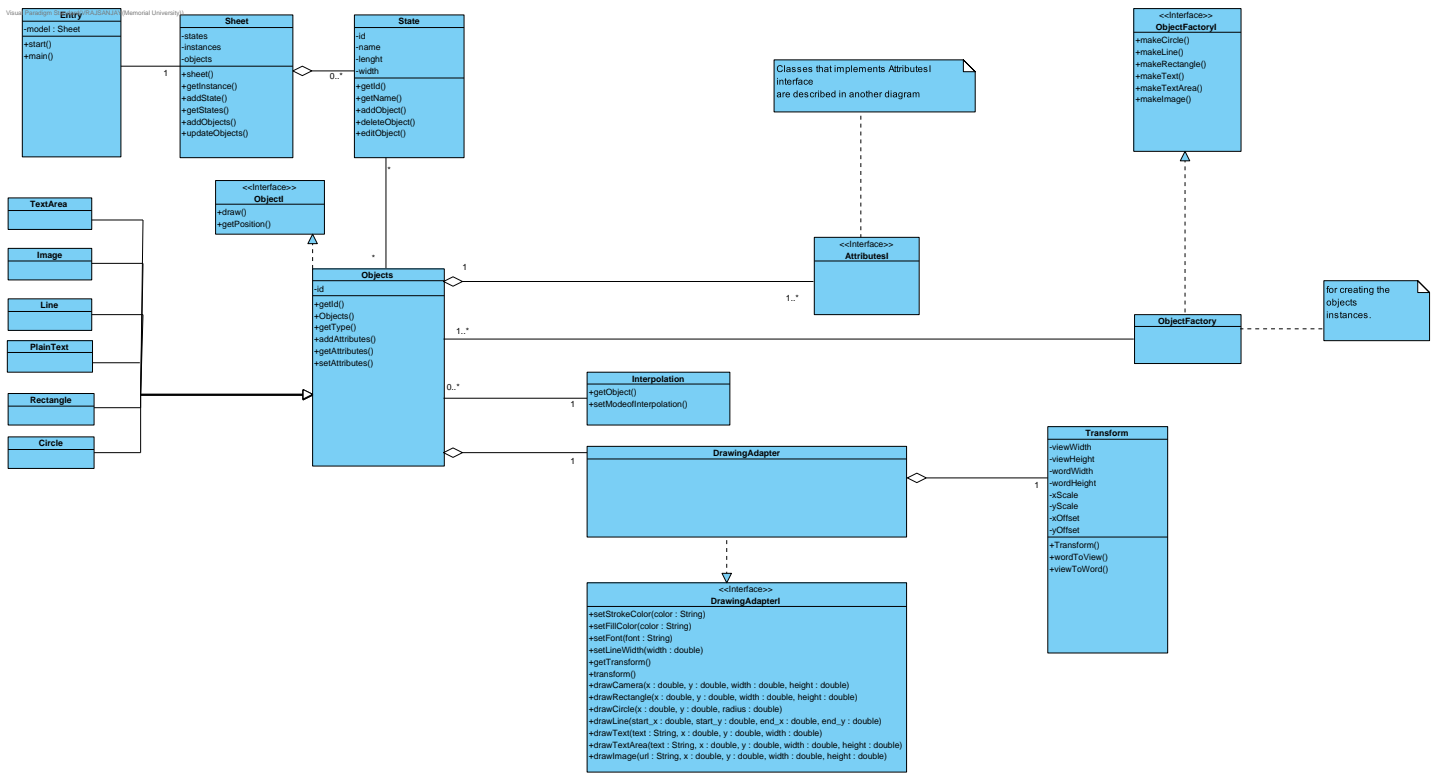 Visual Paradigm Standard(RAJSANJAY(Memorial University))
Entry
-model : Sheet
+start()
+main()
1
Sheet
-states
-instances
-objects
+sheet()
+getInstance()
+addState()
+getStates()
+addObjects()
+updateObjects()
0..*
State
-id
-name
-lenght
-width
+getId()
+getName()
+addObject()
+deleteObject()
+editObject()
*
*
Classes that implements AttributesI
interface
are described in another diagram
<<Interface>>
ObjectFactoryI
+makeCircle()
+makeLine()
+makeRectangle()
+makeText()
+makeTextArea()
+makeImage()
<<Interface>>
ObjectI
+draw()
+getPosition()
TextArea
Image
Line
PlainText
Rectangle
Circle
Objects
-id
+getId()
+Objects()
+getType()
+addAttributes()
+getAttributes()
+setAttributes()
1
1..*
<<Interface>>
AttributesI
1..*
ObjectFactory
for creating the
objects
instances.
0..*
1
Interpolation
+getObject()
+setModeofInterpolation()
1
DrawingAdapter
1
Transform
-viewWidth
-viewHeight
-wordWidth
-wordHeight
-xScale
-yScale
-xOffset
-yOffset
+Transform()
+wordToView()
+viewToWord()
<<Interface>>
DrawingAdapterI
+setStrokeColor(color : String)
+setFillColor(color : String)
+setFont(font : String)
+setLineWidth(width : double)
+getTransform()
+transform()
+drawCamera(x : double, y : double, width : double, height : double)
+drawRectangle(x : double, y : double, width : double, height : double)
+drawCircle(x : double, y : double, radius : double)
+drawLine(start_x : double, start_y : double, end_x : double, end_y : double)
+drawText(text : String, x : double, y : double, width : double)
+drawTextArea(text : String, x : double, y : double, width : double, height : double)
+drawImage(url : String, x : double, y : double, width : double, height : double)